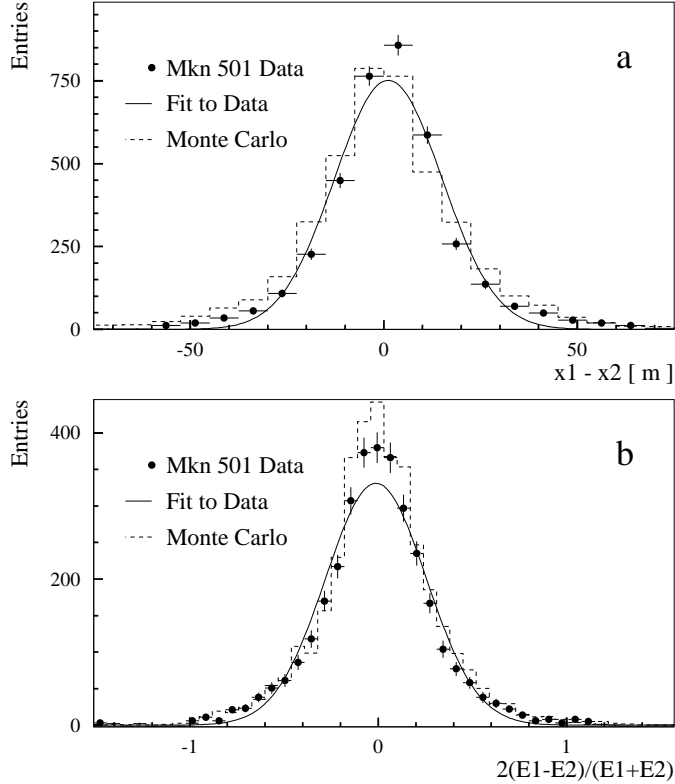 Entries
a
Mkn 501 Data
Fit to Data
Monte Carlo
750
500
250
0
-50
0
50
x1 - x2 [ m ]
Entries
b
400
Mkn 501 Data
Fit to Data
Monte Carlo
200
0
-1
0
1
2(E1-E2)/(E1+E2)